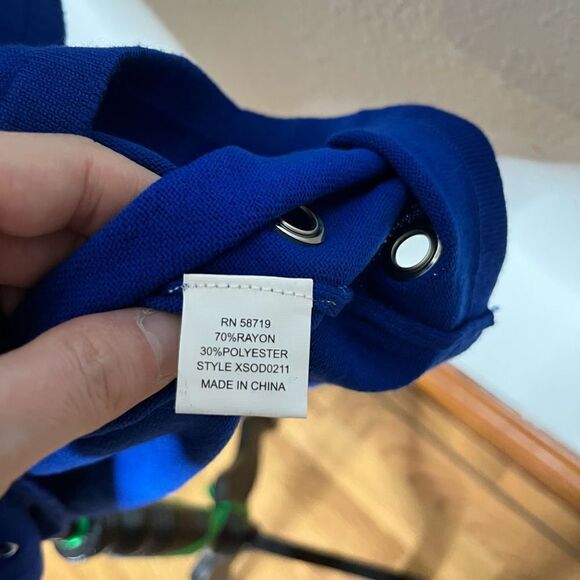 RN 58719
70%RAYON
30%POLYESTER
STYLE XSOD0211
MADE IN CHINA